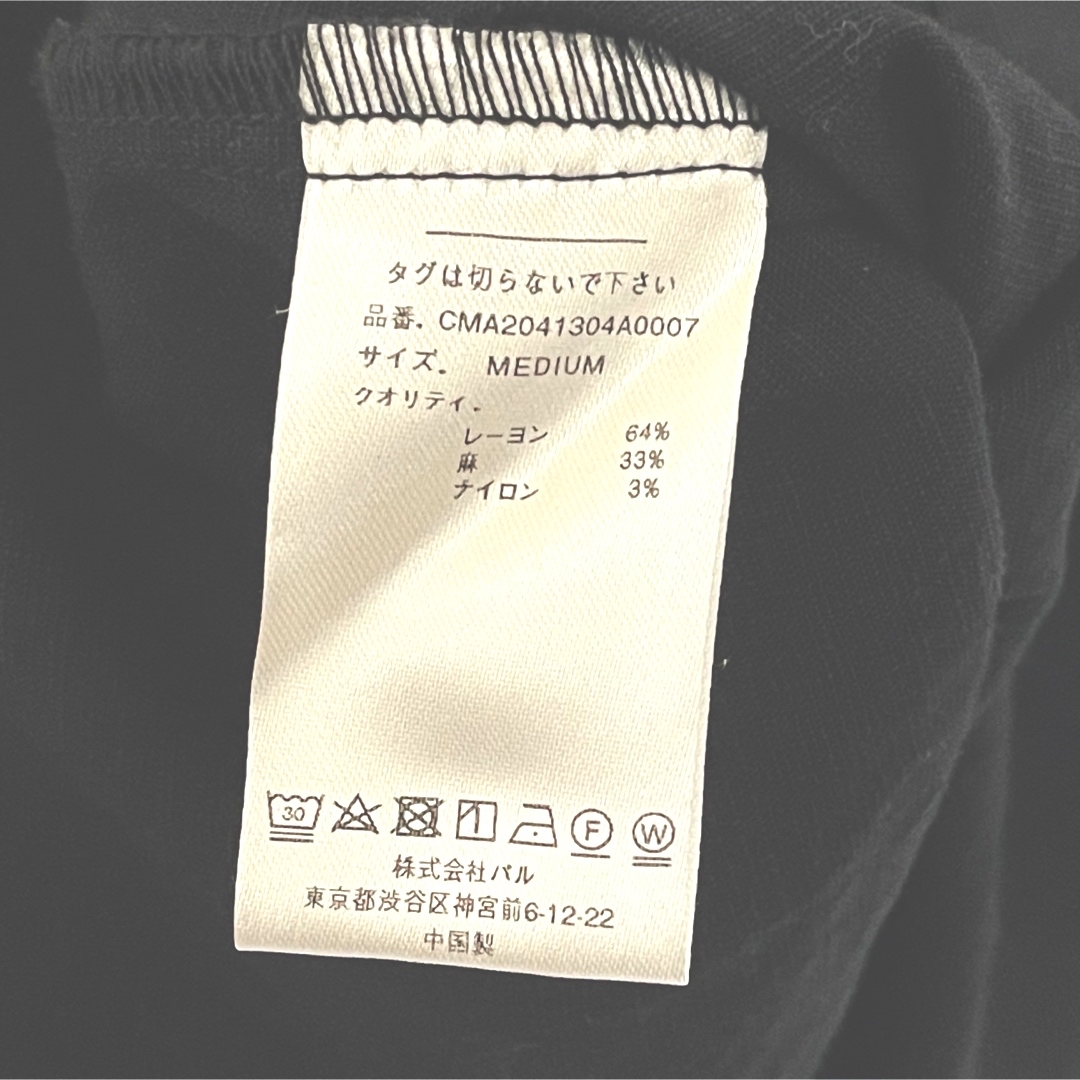 タグは切らないで下さい
品番. CMA2041304A0007
サイズ. MEDIUM
クオリティ.
レーヨン 64%
麻 33%
ナイロン 3%
30 F W
株式会社パル
東京都渋谷区神宮前6-12-22
中国製